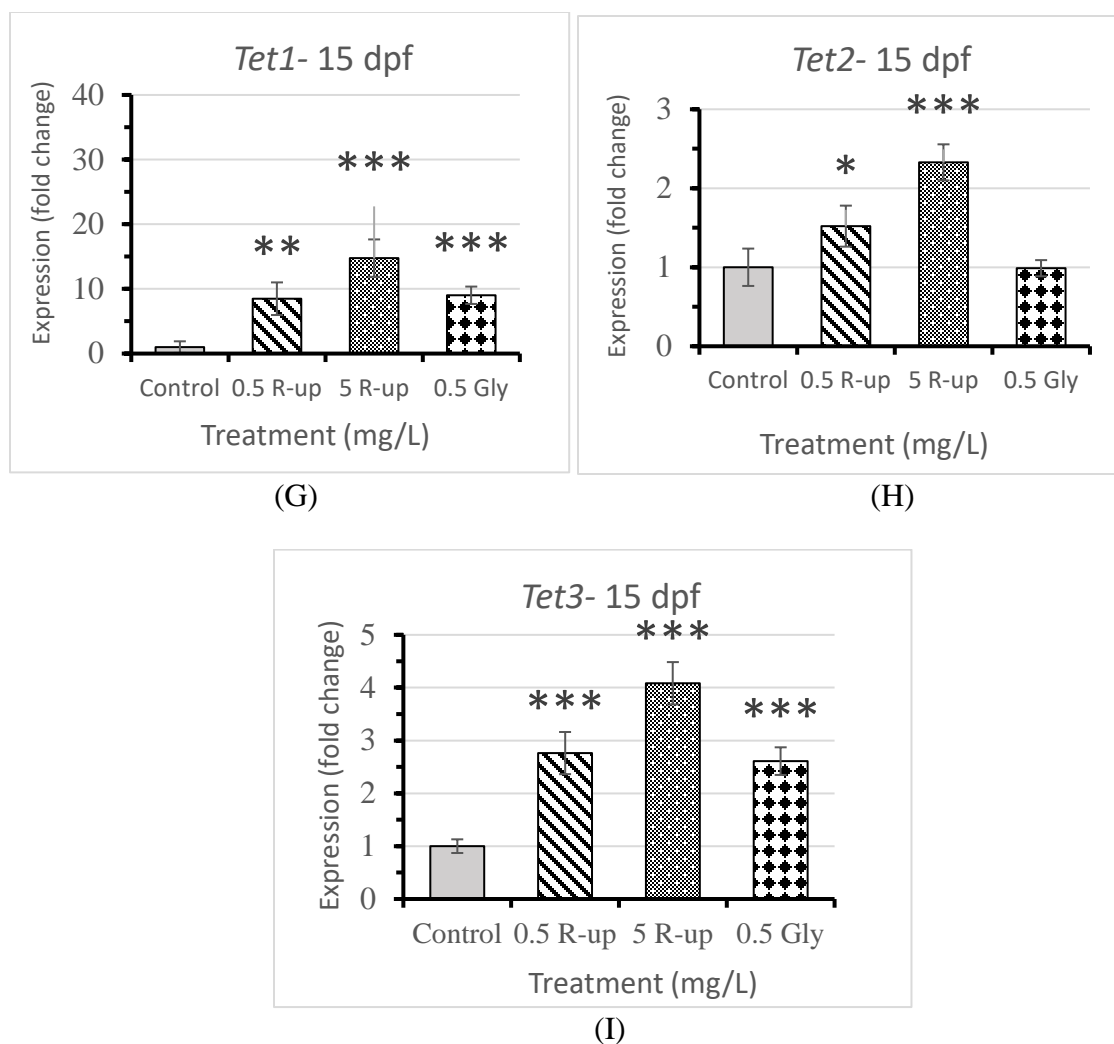 Tet1- 15 dpf
Expression (fold change)
40
30
20
10
0
***
**
***
Control 0.5 R-up 5 R-up 0.5 Gly
Treatment (mg/L)
(G)
Tet2- 15 dpf
Expression (fold change)
3
2
1
0
***
*
Control 0.5 R-up 5 R-up 0.5 Gly
Treatment (mg/L)
(H)
Tet3- 15 dpf
Expression (fold change)
5
4
3
2
1
0
***
***
***
Control 0.5 R-up 5 R-up 0.5 Gly
Treatment (mg/L)
(I)